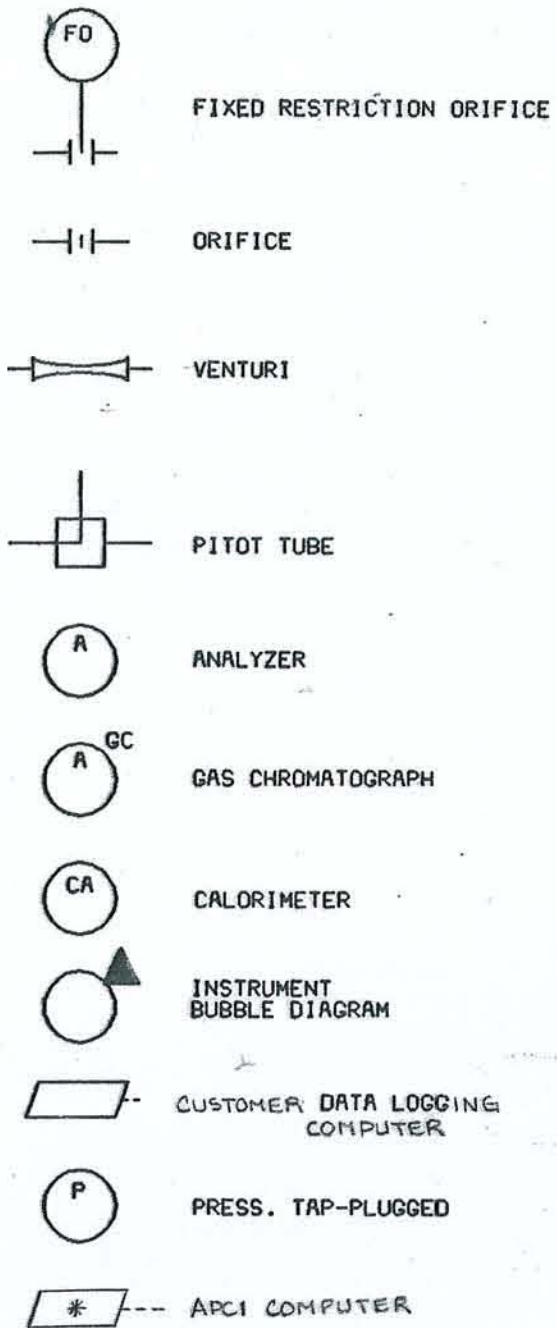 FO
FIXED RESTRICTION ORIFICE
ORIFICE
VENTURI
PITOT TUBE
A
ANALYZER
A GC
GAS CHROMATOGRAPH
CA
CALORIMETER
INSTRUMENT
BUBBLE DIAGRAM
CUSTOMER DATA LOGGING
COMPUTER
P
PRESS. TAP-PLUGGED
* APCI COMPUTER